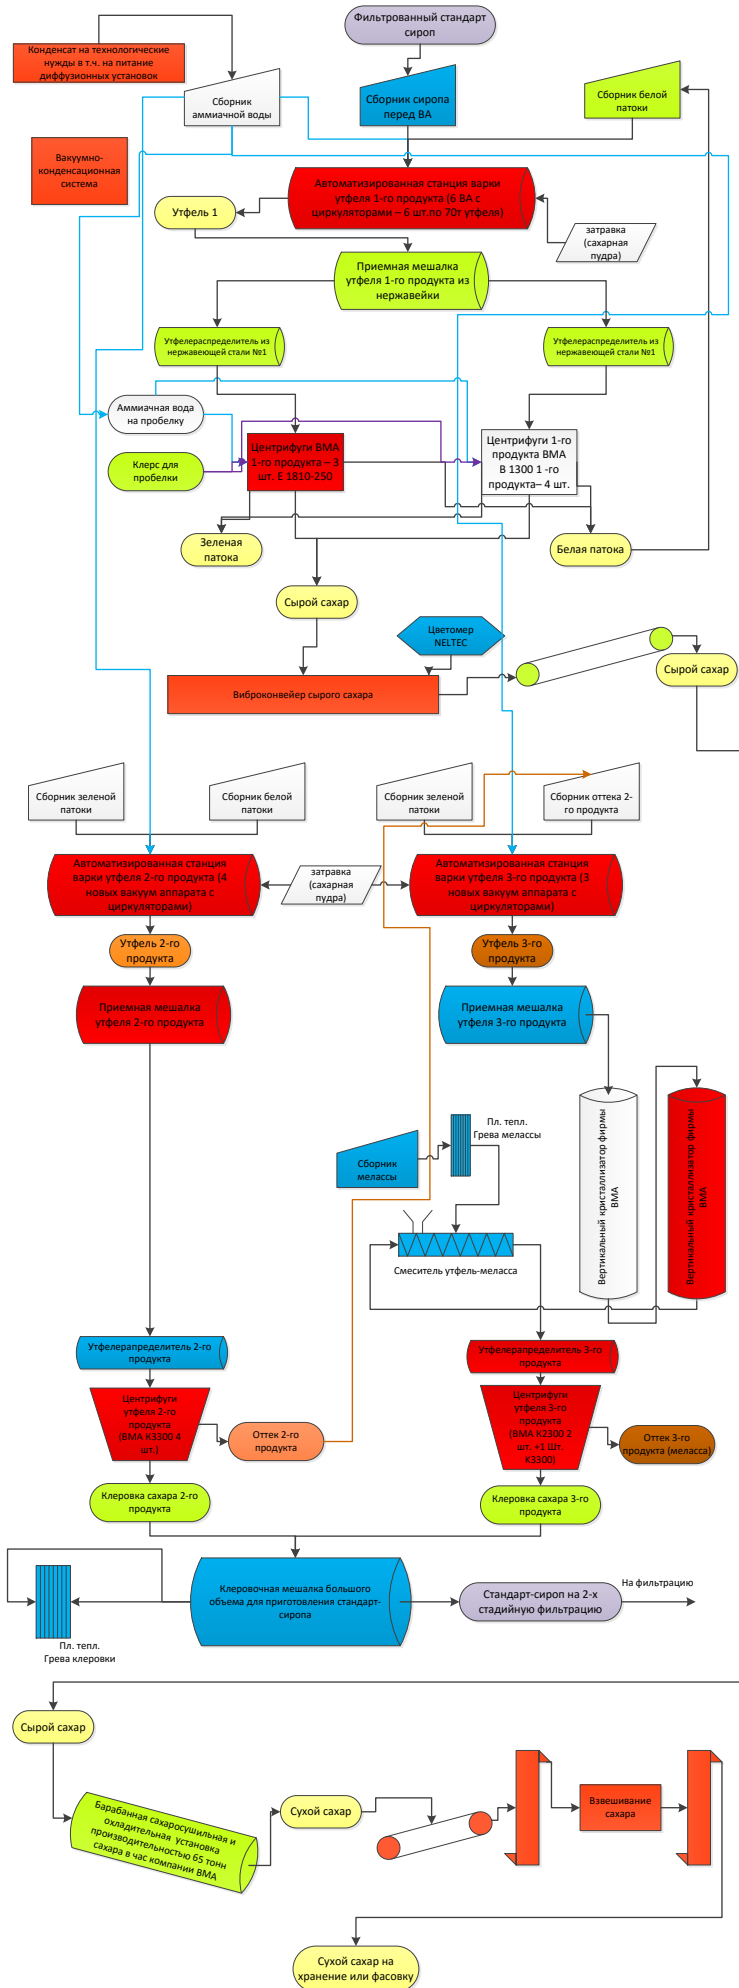 Фильтрованный стандарт
сироп
Конденсат на технологические
нужды в т.ч. на питание
диффузионных установок
Сборник
аммиачной воды
Сборник сиропа
перед ВА
Сборник белой
патоки
Вакуумно-
конденсационная
система
Автоматизированная станция варки
утфеля 1-го продукта (6 ВА с
циркуляторами – 6 шт.по 70т утфеля)
Утфель 1
затравка
(сахарная
пудра)
Приемная мешалка
утфеля 1-го продукта из
нержавейки
Утфелераспределитель из
нержавеющей стали №1
Утфелераспределитель из
нержавеющей стали №1
Аммиачная вода
на пробелку
Клерс для
пробелки
Центрифуги ВМА
1-го продукта – 3
шт. Е 1810-250
Центрифуги 1-го
продукта ВМА
В 1300 1 -го
продукта– 4 шт.
Зеленая
патока
Белая патока
Сырой сахар
Цветомер
NELTEC
Сырой сахар
Виброконвейер сырого сахара
Сборник зеленой
патоки
Сборник белой
патоки
Сборник зеленой
патоки
Сборник оттека 2-
го продукта
Автоматизированная станция
варки утфеля 2-го продукта (4
новых вакуум аппарата с
циркуляторами)
затравка
(сахарная
пудра)
Автоматизированная станция
варки утфеля 3-го продукта (3
новых вакуум аппарата с
циркуляторами)
Утфель 2-го
продукта
Утфель 3-го
продукта
Приемная мешалка
утфеля 2-го продукта
Приемная мешалка
утфеля 3-го продукта
Вертикальный кристаллизатор фирмы
ВМА
Вертикальный кристаллизатор фирмы
ВМА
Сборник
мелассы
Пл. тепл.
Грева мелассы
Смеситель утфель-меласса
Утфелерапределитель 2-го
продукта
Утфелерапределитель 3-го
продукта
Центрифуги
утфеля 2-го
продукта
(ВМА К3300 4
шт.)
Оттек 2-го
продукта
Центрифуги
утфеля 3-го
продукта
(ВМА К2300 2
шт. +1 Шт.
К3300)
Оттек 3-го
продукта (меласса)
Клеровка сахара 2-го
продукта
Клеровка сахара 3-го
продукта
Клеровочная мешалка большого
объема для приготовления стандарт-
сиропа
Стандарт-сироп на 2-х
стадийную фильтрацию
На фильтрацию
Пл. тепл.
Грева клеровки
Сырой сахар
Барабанная сахаросушильная и
охладительная установка
производительностью 65 тонн
сахара в час компании ВМА
Сухой сахар
Взвешивание
сахара
Сухой сахар на
хранение или фасовку